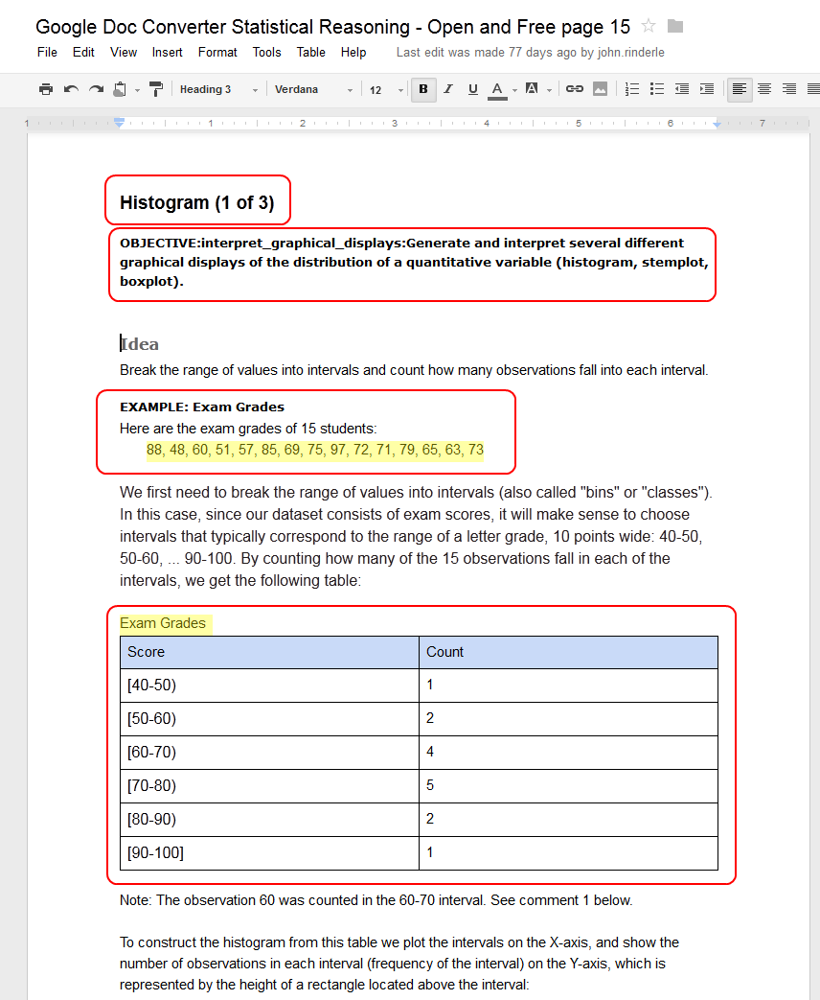 Google Doc Converter Statistical Reasoning - Open and Free page 15
File Edit View Insert Format Tools Table Help Last edit was made 77 days ago by john.rinderle
Heading 3 Verdana 12 B I U A A
1 1 2 3 4 5 6 7
Histogram (1 of 3)
OBJECTIVE:interpret_graphical_displays:Generate and interpret several different
graphical displays of the distribution of a quantitative variable (histogram, stemplot,
boxplot).
Idea
Break the range of values into intervals and count how many observations fall into each interval.
EXAMPLE: Exam Grades
Here are the exam grades of 15 students:
88, 48, 60, 51, 57, 85, 69, 75, 97, 72, 71, 79, 65, 63, 73
We first need to break the range of values into intervals (also called "bins" or "classes").
In this case, since our dataset consists of exam scores, it will make sense to choose
intervals that typically correspond to the range of a letter grade, 10 points wide: 40-50,
50-60, ... 90-100. By counting how many of the 15 observations fall in each of the
intervals, we get the following table:
Exam Grades
Score Count
[40-50) 1
[50-60) 2
[60-70) 4
[70-80) 5
[80-90) 2
[90-100] 1
Note: The observation 60 was counted in the 60-70 interval. See comment 1 below.
To construct the histogram from this table we plot the intervals on the X-axis, and show the
number of observations in each interval (frequency of the interval) on the Y-axis, which is
represented by the height of a rectangle located above the interval: